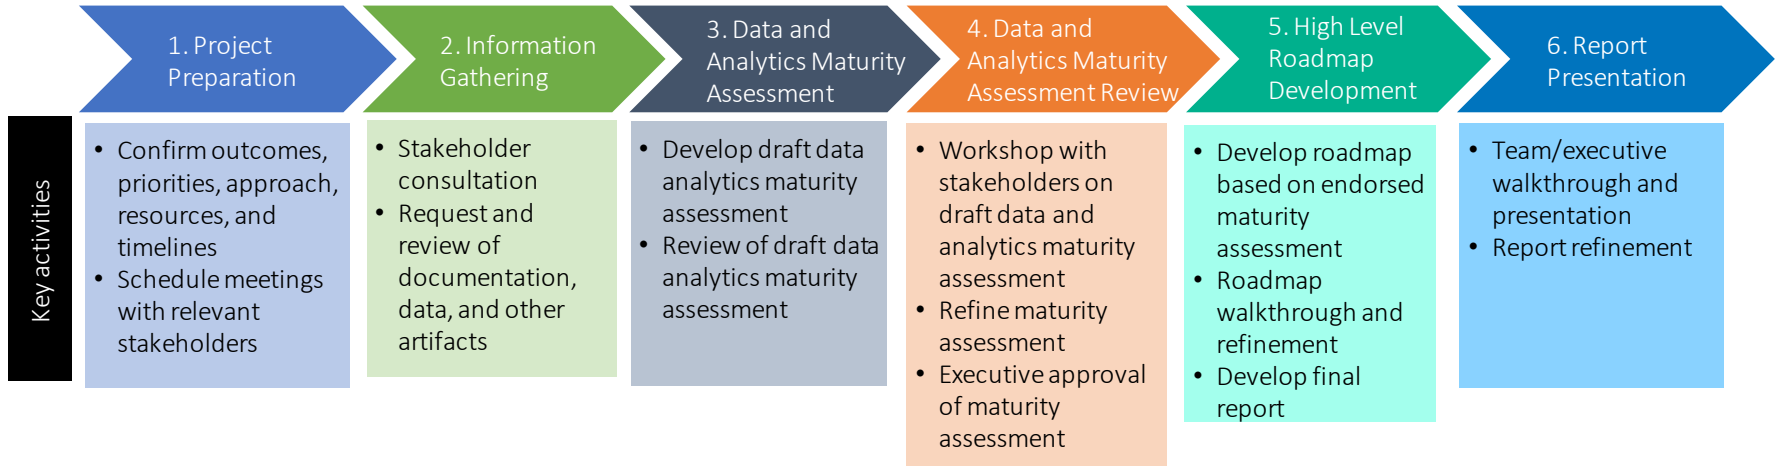 1. Project
Preparation
2. Information
Gathering
3. Data and
Analytics Maturity
Assessment
4. Data and
Analytics Maturity
Assessment Review
5. High Level
Roadmap
Development
6. Report
Presentation
Key activities
• Confirm outcomes,
priorities, approach,
resources, and
timelines
• Schedule meetings
with relevant
stakeholders
• Stakeholder
consultation
• Request and
review of
documentation,
data, and other
artifacts
• Develop draft data
analytics maturity
assessment
• Review of draft data
analytics maturity
assessment
• Workshop with
stakeholders on
draft data and
analytics maturity
assessment
• Refine maturity
assessment
• Executive approval
of maturity
assessment
• Develop roadmap
based on endorsed
maturity
assessment
• Roadmap
walkthrough and
refinement
• Develop final
report
• Team/executive
walkthrough and
presentation
• Report refinement